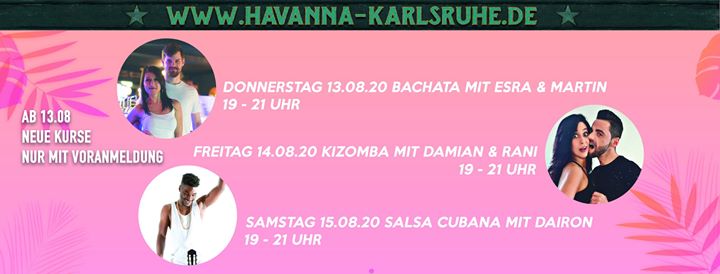 WWW.HAVANNA-KARLSRUHE.DE
DONNERSTAG 13.08.20 BACHATA MIT ESRA & MARTIN
19 - 21 UHR
AB 13.08
NEUE KURSE
NUR MIT VORANMELDUNG
FREITAG 14.08.20 KIZOMBA MIT DAMIAN & RANI
19 - 21 UHR
SAMSTAG 15.08.20 SALSA CUBANA MIT DAIRON
19 - 21 UHR